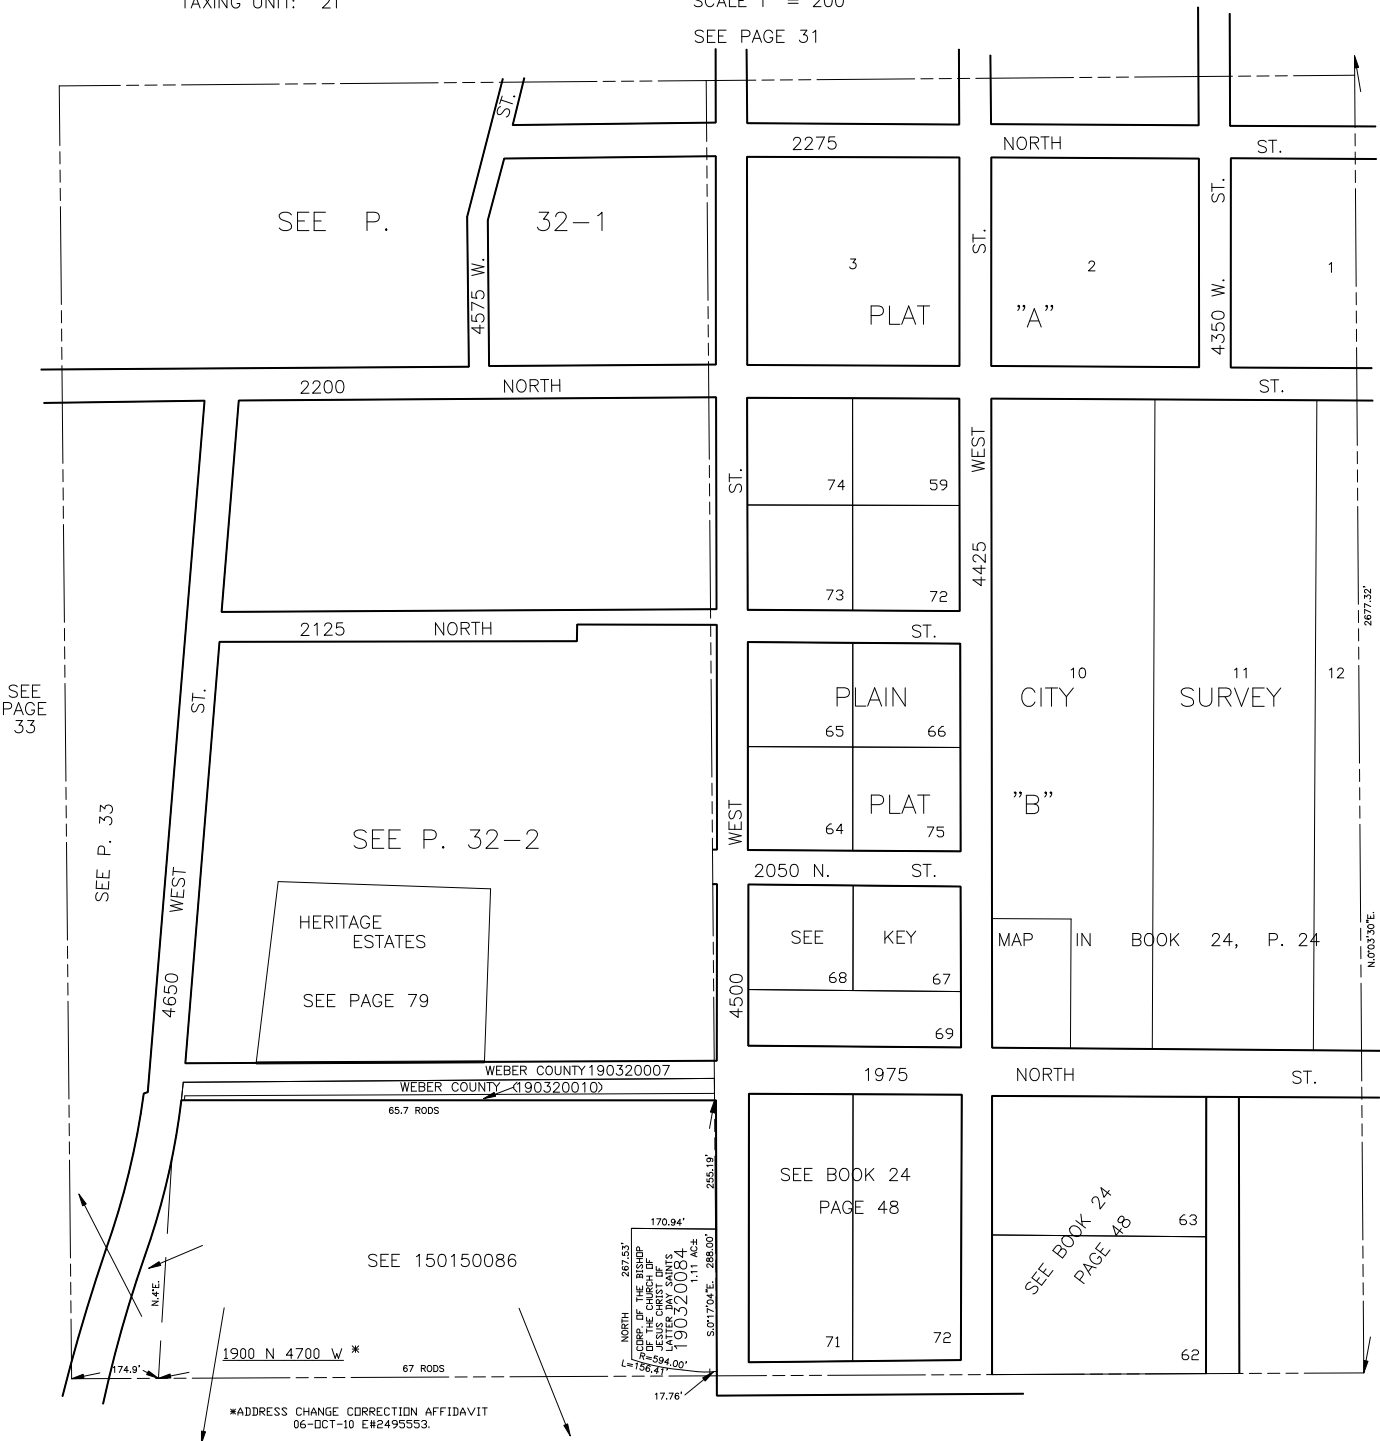 TAXING UNIT: 21
SCALE 1" = 200'
SEE PAGE 31
ST.
2275 NORTH ST.
SEE P. 32-1
4575 W.
3
2
1
ST.
ST.
4350 W.
PLAT "A"
2200 NORTH ST.
74
59
73
72
ST.
WEST
4425
2677.32'
2125 NORTH ST.
SEE
PAGE
33
ST.
10
11
12
PLAIN CITY SURVEY
65
66
SEE P. 33
SEE P. 32-2
WEST
64
75
PLAT "B"
2050 N. ST.
WEST
4650
HERITAGE
ESTATES
SEE PAGE 79
4500
SEE KEY MAP IN BOOK 24, P. 24
68
67
69
N.0°03'30"E.
WEBER COUNTY 190320007
WEBER COUNTY (190320010)
65.7 RODS
1975 NORTH ST.
255.19'
SEE BOOK 24
PAGE 48
71
72
SEE BOOK 24
PAGE 48
63
62
SEE 150150086
N.4°E.
170.94'
NORTH 267.53'
CORP. OF THE BISHOP
OF THE CHURCH OF
JESUS CHRIST OF
LATTER DAY SAINTS
190320084
1.11 AC±
S.0°17'04"E. 288.00'
R=594.00'
L=156.41'
17.76'
1900 N 4700 W *
174.9'
67 RODS
*ADDRESS CHANGE CORRECTION AFFIDAVIT
06-OCT-10 E#2495553.